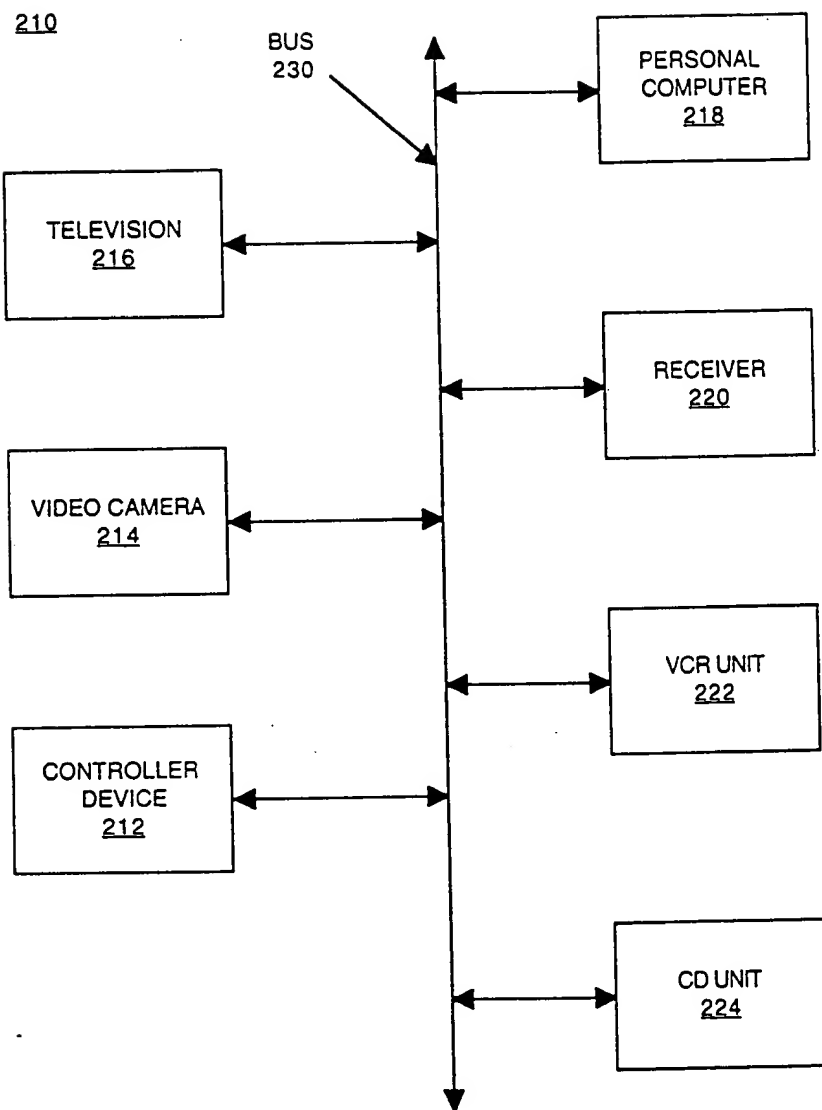 210
BUS
230
PERSONAL
COMPUTER
218
TELEVISION
216
RECEIVER
220
VIDEO CAMERA
214
VCR UNIT
222
CONTROLLER
DEVICE
212
CD UNIT
224